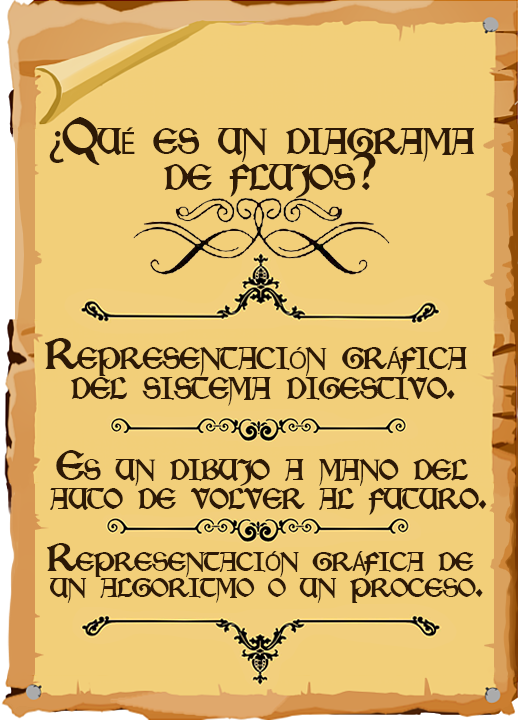 ¿Qué es un diagrama
de flujos?
Representación gráfica
del sistema digestivo.
Es un dibujo a mano del
auto de volver al futuro.
Representación gráfica de
un algoritmo o un proceso.